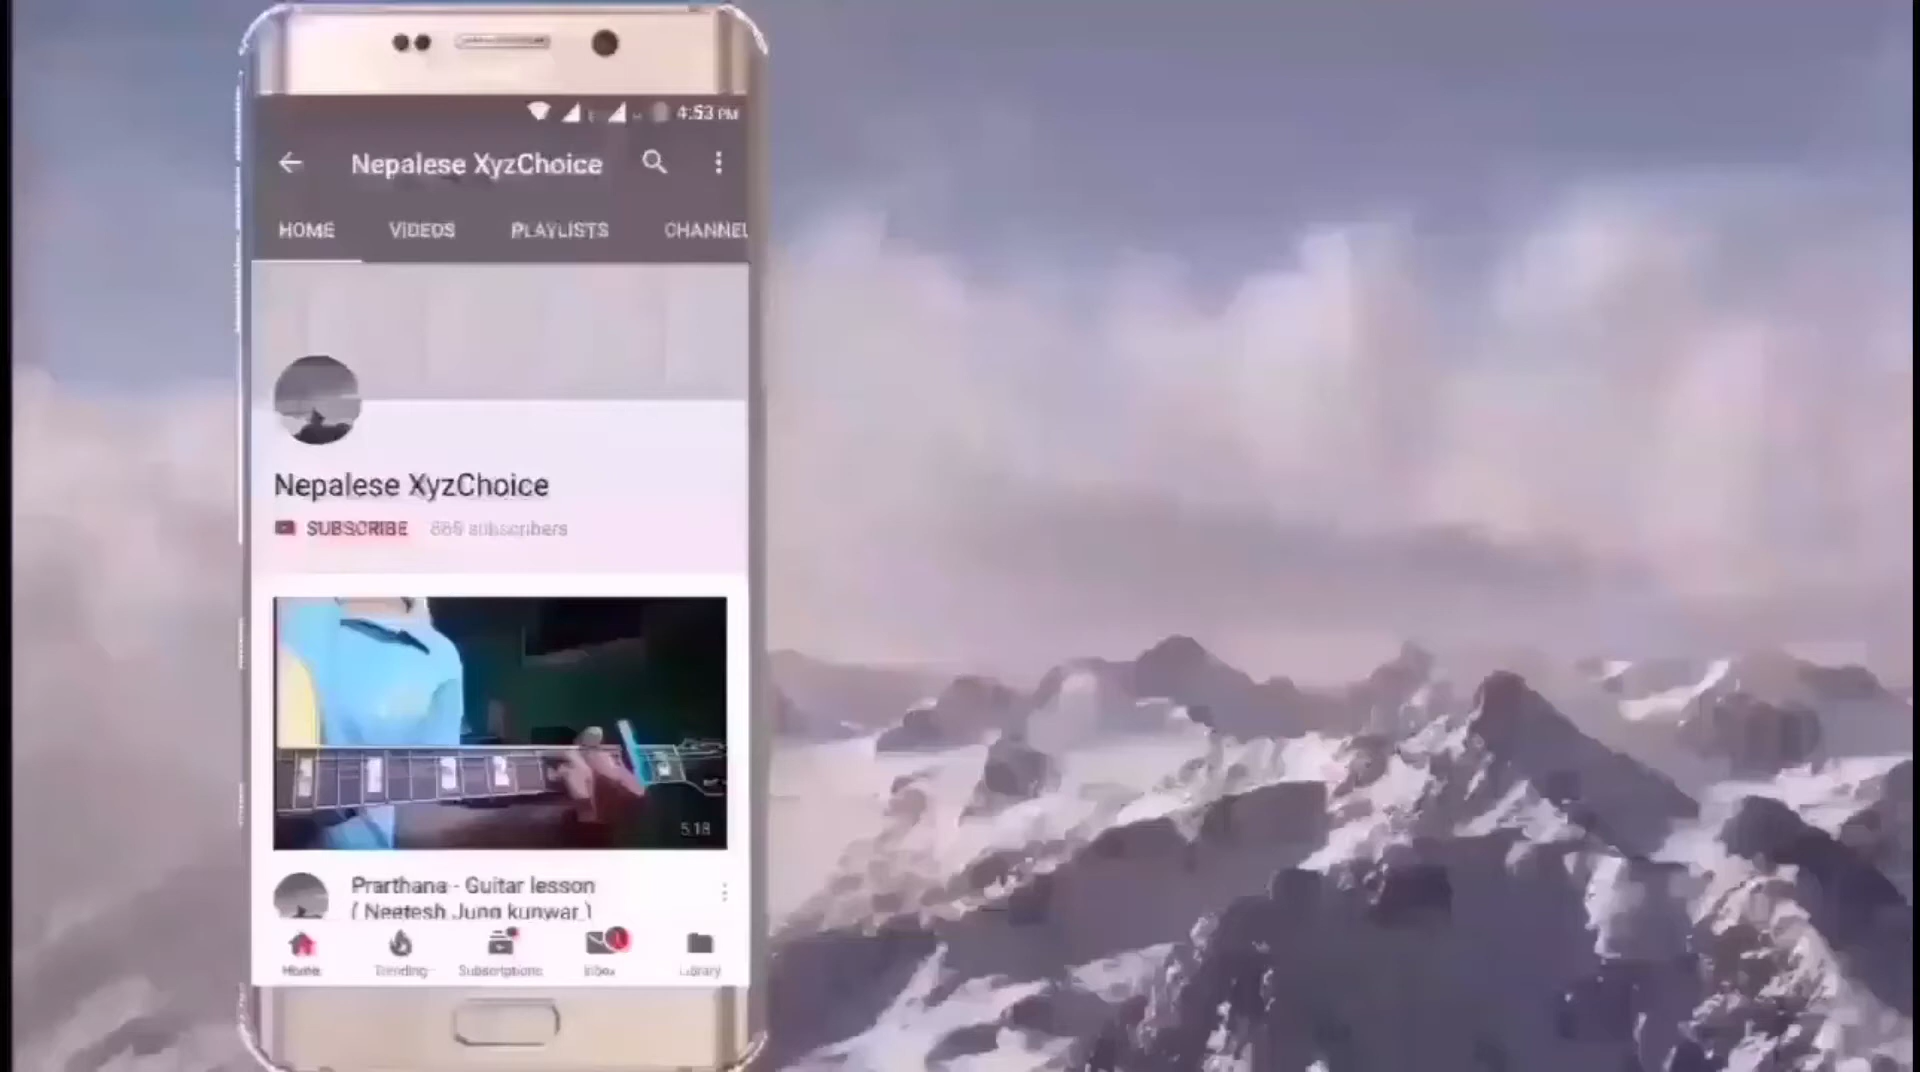 4:53 PM
Nepalese XyzChoice
HOME VIDEOS PLAYLISTS CHANNEL
Nepalese XyzChoice
SUBSCRIBE subscribers
5:18
Prarthana - Guitar lesson
( Neetesh Jung kunwar )
Home Trending Subscriptions Inbox Library